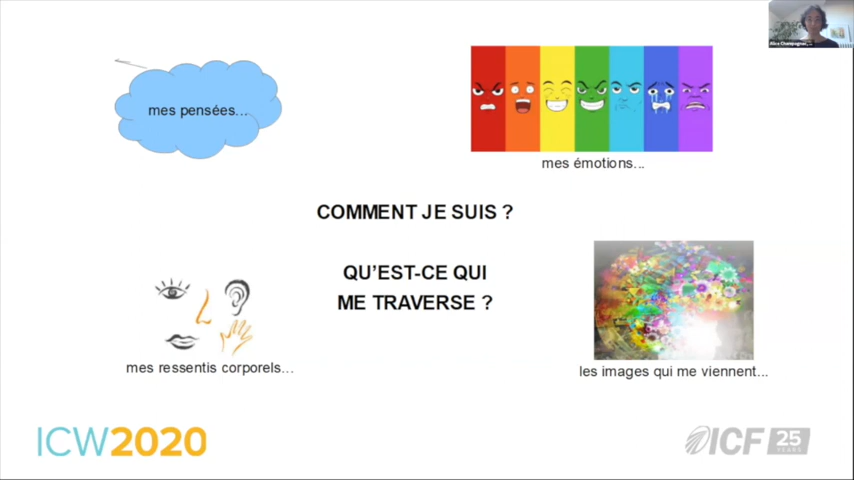 mes pensées...
mes émotions...
COMMENT JE SUIS ?
QU'EST-CE QUI
ME TRAVERSE ?
mes ressentis corporels...
les images qui me viennent...
ICW2020
ICF 25
YEARS